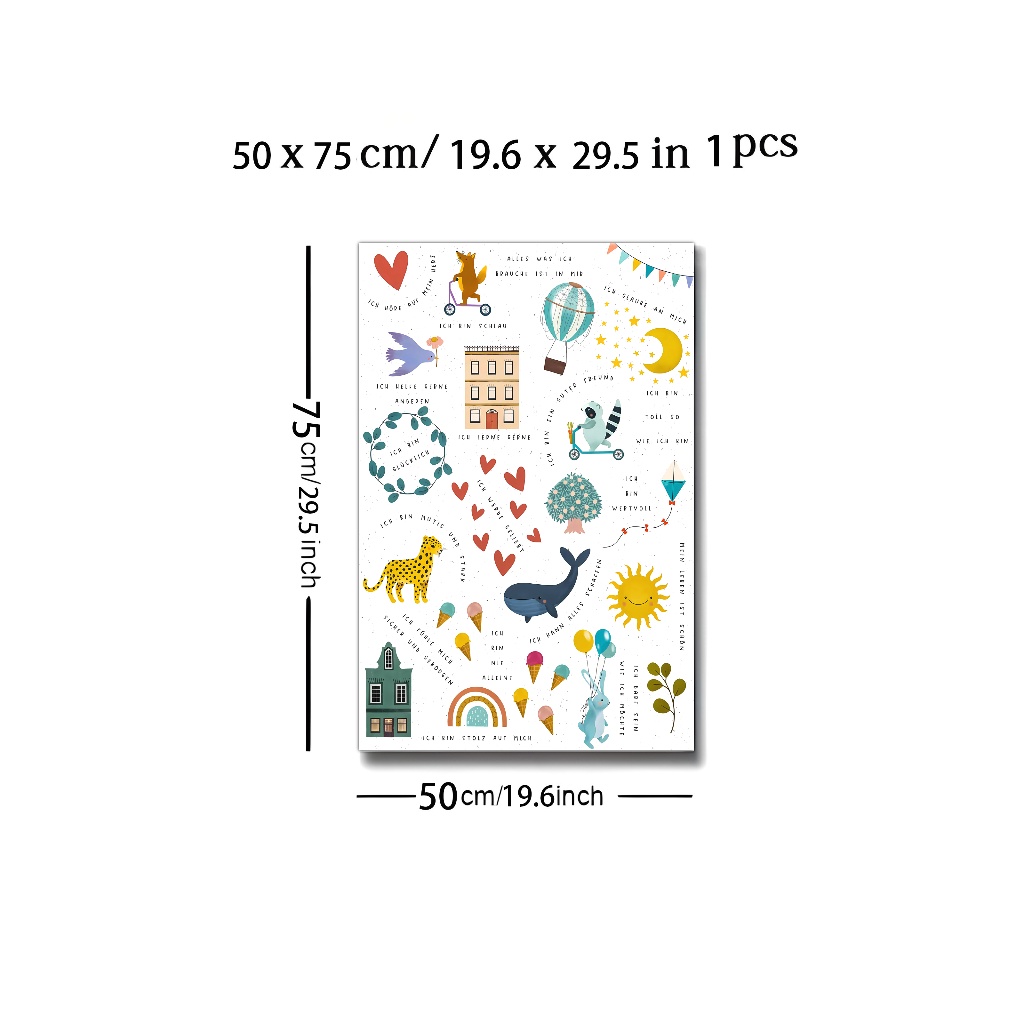 50 x 75 cm/ 19.6 x 29.5 in 1 pcs
75cm/29.5 inch
ALLES WAS ICH
BRAUCHE IST IN MIR
ICH HÖRE AUF MEIN HERZ
ICH BIN SCHLAU
ICH GLAUBE AN MICH
ICH HELFE GERNE
ANDEREN
ICH LERNE GERNE
ICH BIN EIN GUTER FREUND
ICH BIN
TOLL SO
WIE ICH BIN
ICH BIN
GLÜCKLICH
ICH WERDE GELIEBT
ICH
BIN
WERTVOLL
ICH BIN MUTIG UND STARK
ICH KANN ALLES SCHAFFEN
MEIN LEBEN IST SCHÖN
ICH FÜHLE MICH
SICHER UND GEBORGEN
ICH
BIN
NIE
ALLEIN
ICH DARF SEIN
WIE ICH MÖCHTE
ICH BIN STOLZ AUF MICH
50cm/19.6inch